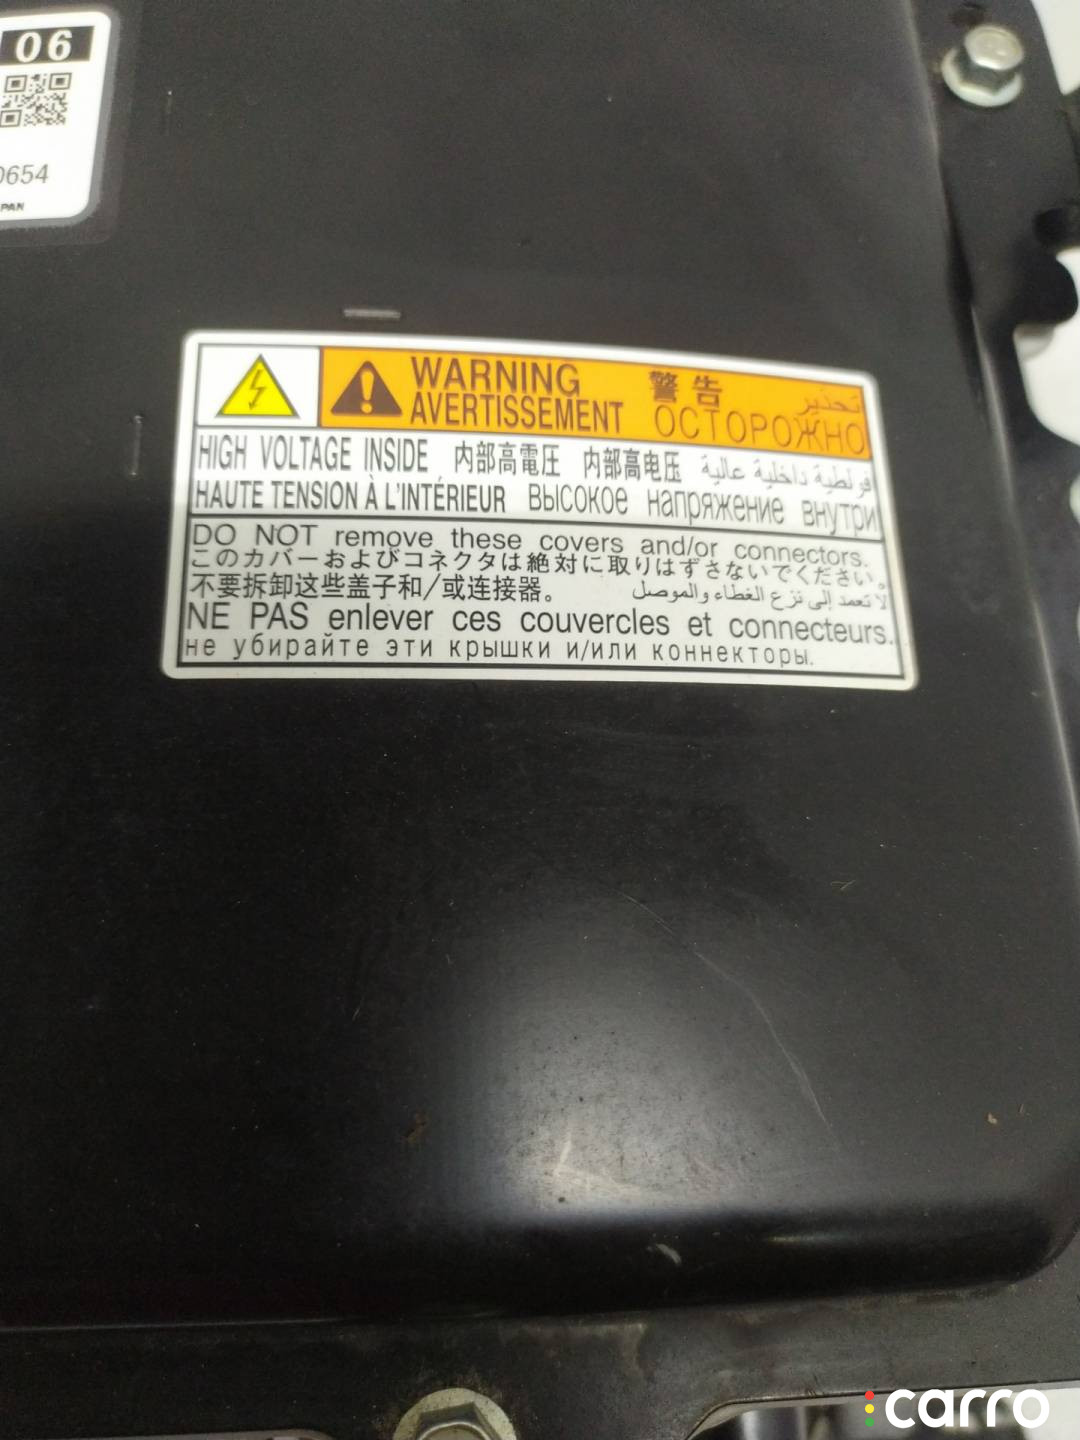 06
0654
PAN
WARNING 警告 تحذير
AVERTISSEMENT ОСТОРОЖНО
HIGH VOLTAGE INSIDE 内部高電圧 内部高电压 فولطية داخلية عالية
HAUTE TENSION À L'INTÉRIEUR высокое напряжение внутри
DO NOT remove these covers and/or connectors.
このカバーおよびコネクタは絶対に取りはずさないでください。
不要拆卸这些盖子和/或连接器。 لا تعمد إلى نزع الغطاء والموصل
NE PAS enlever ces couvercles et connecteurs.
не убирайте эти крышки и/или коннекторы.
carro